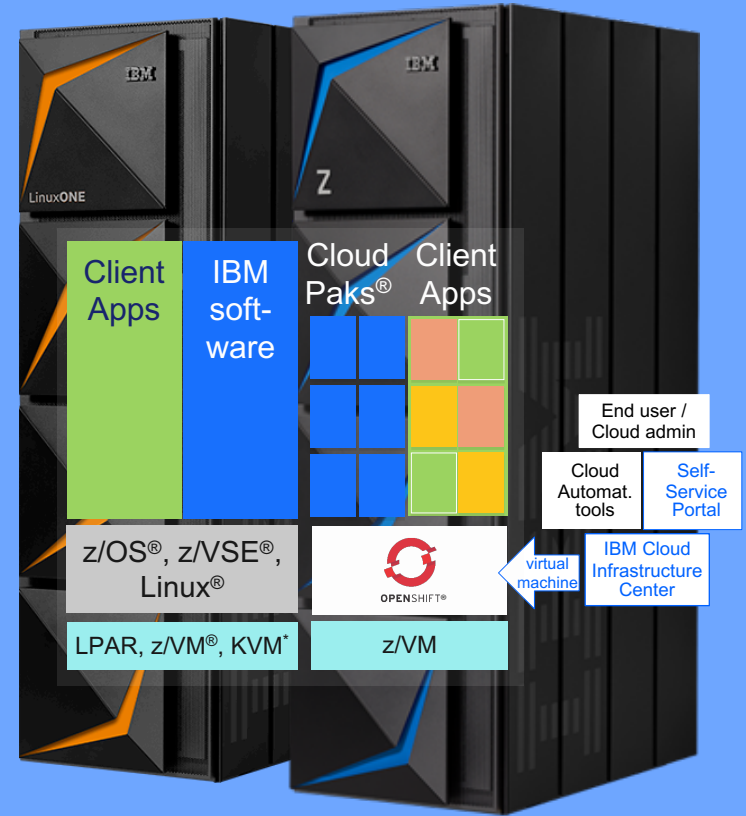 IBM
IBM
LinuxONE
Z
Client
Apps
IBM
soft-
ware
Cloud
Paks®
Client
Apps
End user /
Cloud admin
Cloud
Automat.
tools
Self-
Service
Portal
z/OS®, z/VSE®,
Linux®
OPENSHIFT®
virtual
machine
IBM Cloud
Infrastructure
Center
LPAR, z/VM®, KVM*
z/VM